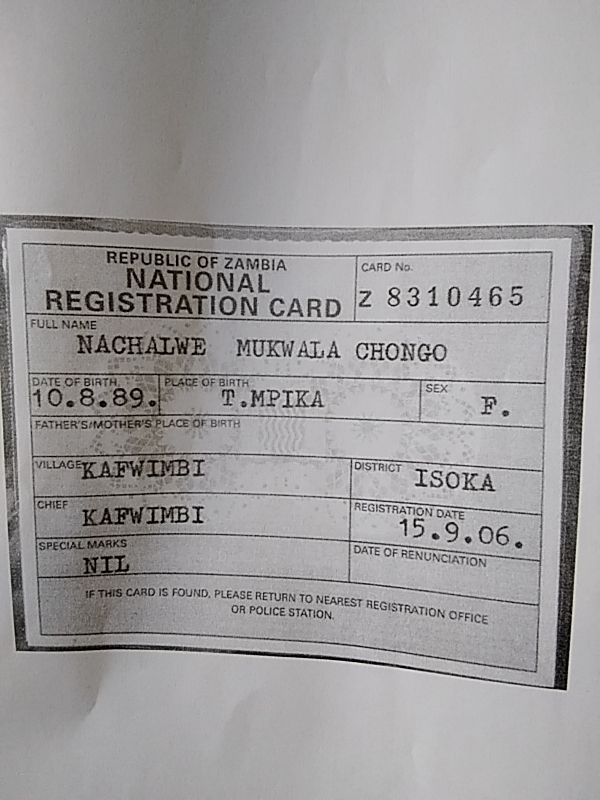 REPUBLIC OF ZAMBIA
NATIONAL
REGISTRATION CARD
CARD No.
Z 8310465
FULL NAME
NACHALWE MUKWALA CHONGO
DATE OF BIRTH PLACE OF BIRTH SEX
10.8.89. T.MPIKA F.
FATHER'S/MOTHER'S PLACE OF BIRTH
VILLAGE KAFWIMBI DISTRICT ISOKA
CHIEF KAFWIMBI REGISTRATION DATE
15.9.06.
SPECIAL MARKS DATE OF RENUNCIATION
NIL
IF THIS CARD IS FOUND, PLEASE RETURN TO NEAREST REGISTRATION OFFICE
OR POLICE STATION.